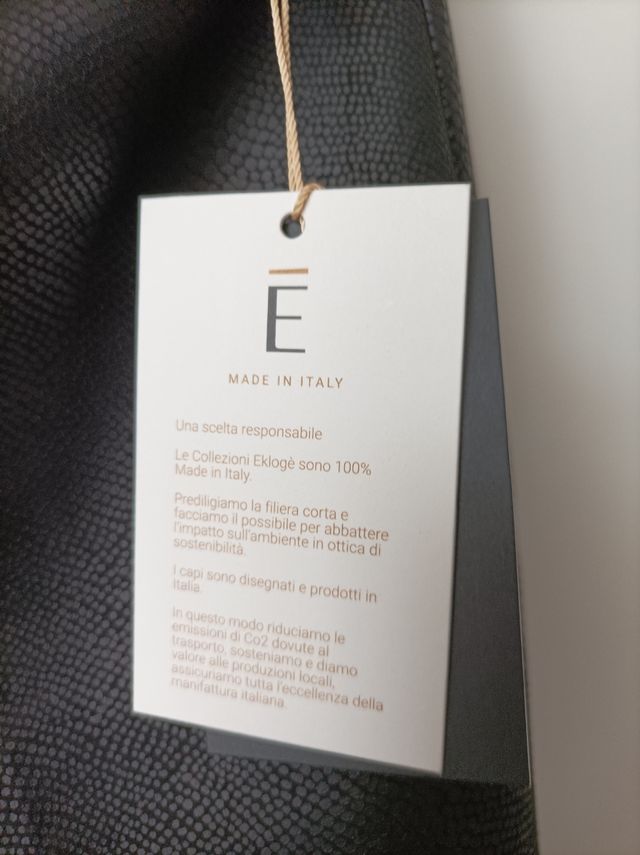 Ē
MADE IN ITALY
Una scelta responsabile
Le Collezioni Eklogè sono 100%
Made in Italy.
Prediligiamo la filiera corta e
facciamo il possibile per abbattere
l'impatto sull'ambiente in ottica di
sostenibilità.
I capi sono disegnati e prodotti in
Italia.
In questo modo riduciamo le
emissioni di Co2 dovute al
trasporto, sosteniamo e diamo
valore alle produzioni locali,
assicuriamo tutta l'eccellenza della
manifattura italiana.